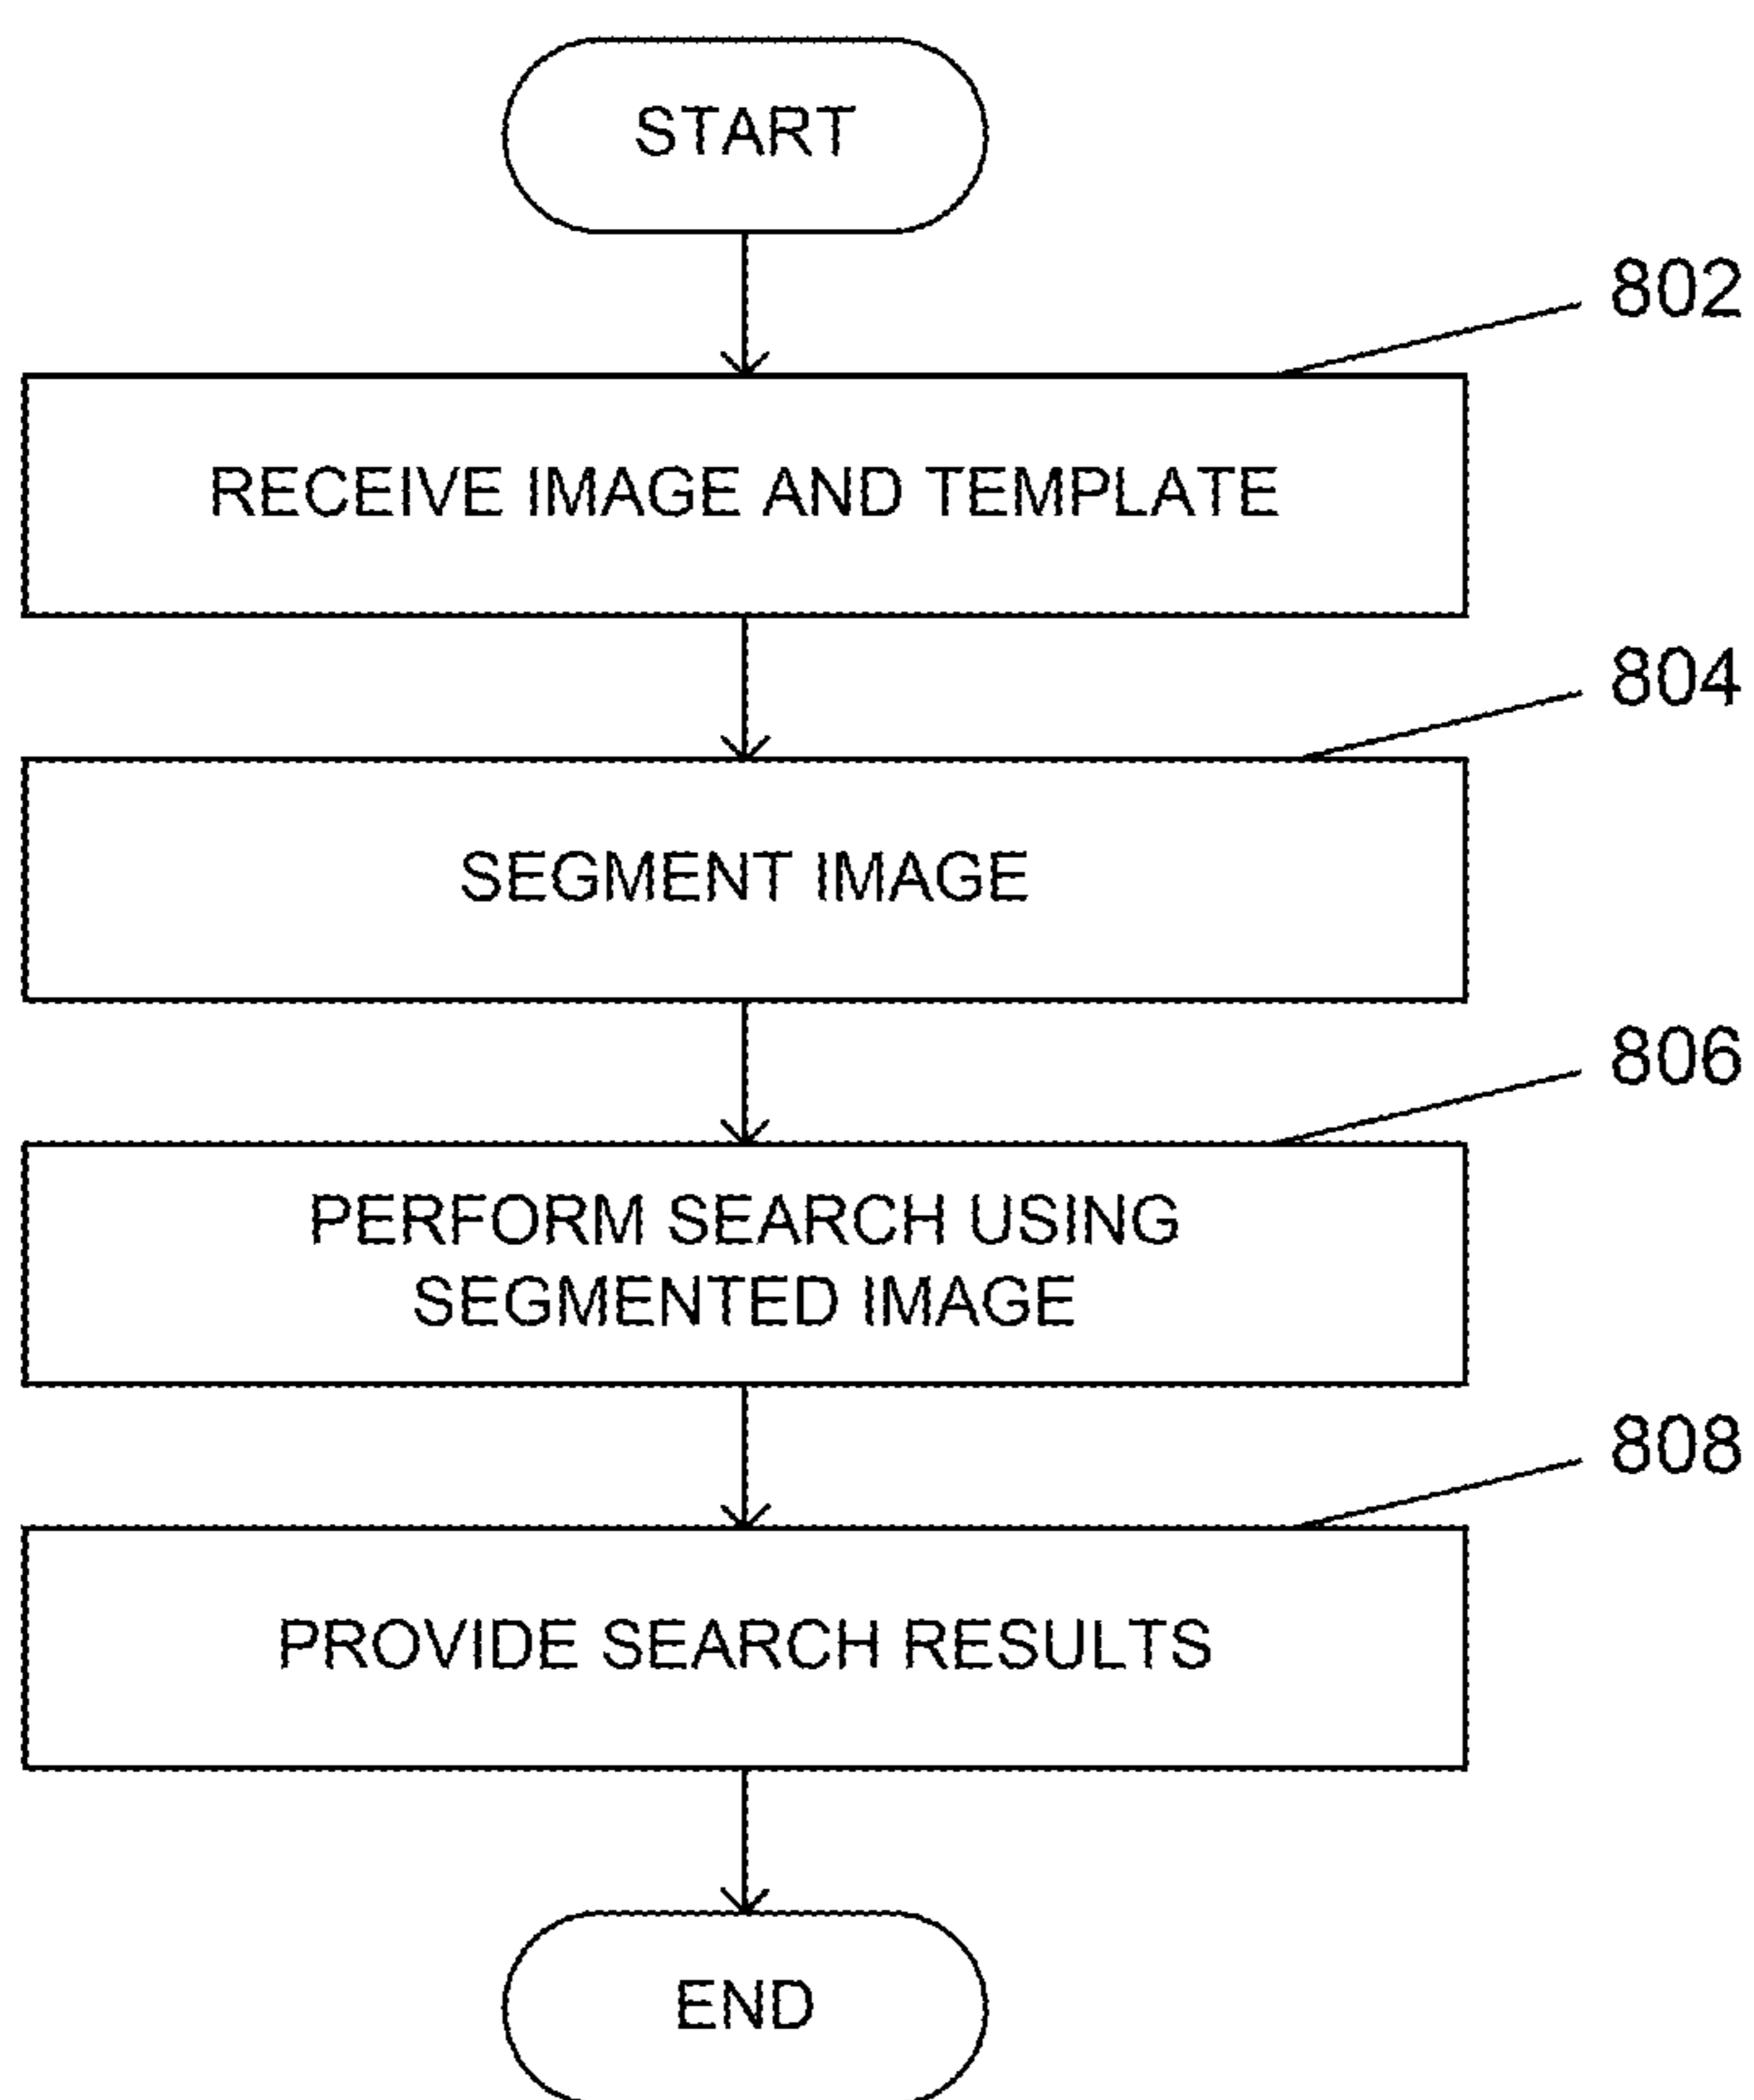 START
802
RECEIVE IMAGE AND TEMPLATE
804
SEGMENT IMAGE
806
PERFORM SEARCH USING
SEGMENTED IMAGE
808
PROVIDE SEARCH RESULTS
END